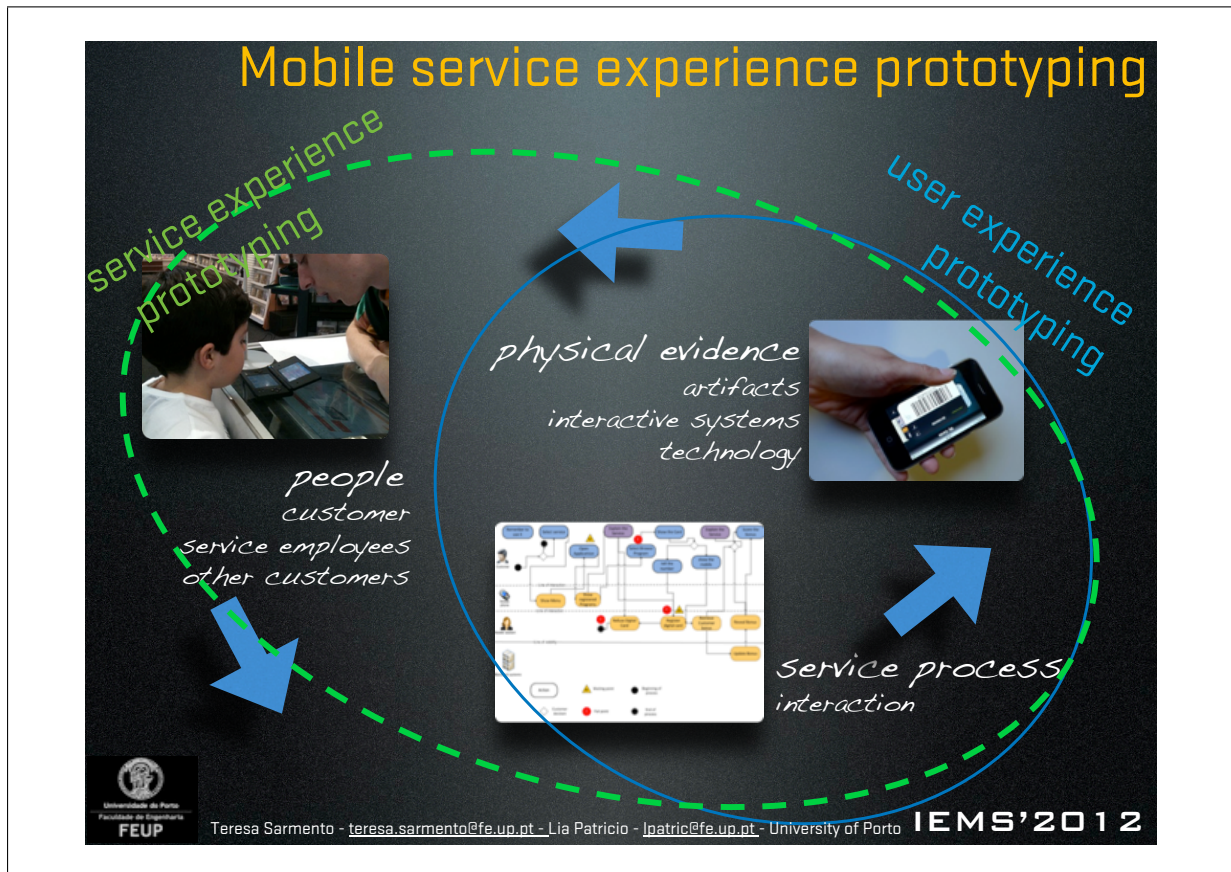 Mobile service experience prototyping
service experience
prototyping
user experience
prototyping
physical evidence
artifacts
interactive systems
technology
people
customer
service employees
other customers
service process
interaction
Universidade do Porto
Faculdade de Engenharia
FEUP
Teresa Sarmento - teresa.sarmento@fe.up.pt - Lia Patricio - lpatric@fe.up.pt - University of Porto
IEMS'2012